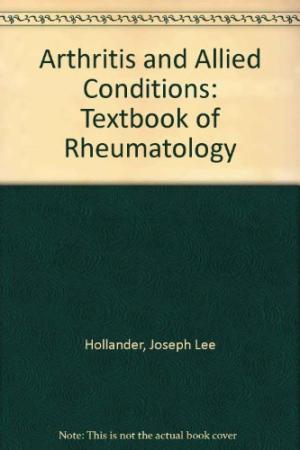 Arthritis and Allied
Conditions:
Textbook of
Rheumatology
Hollander, Joseph Lee
Note: This is not the actual book cover